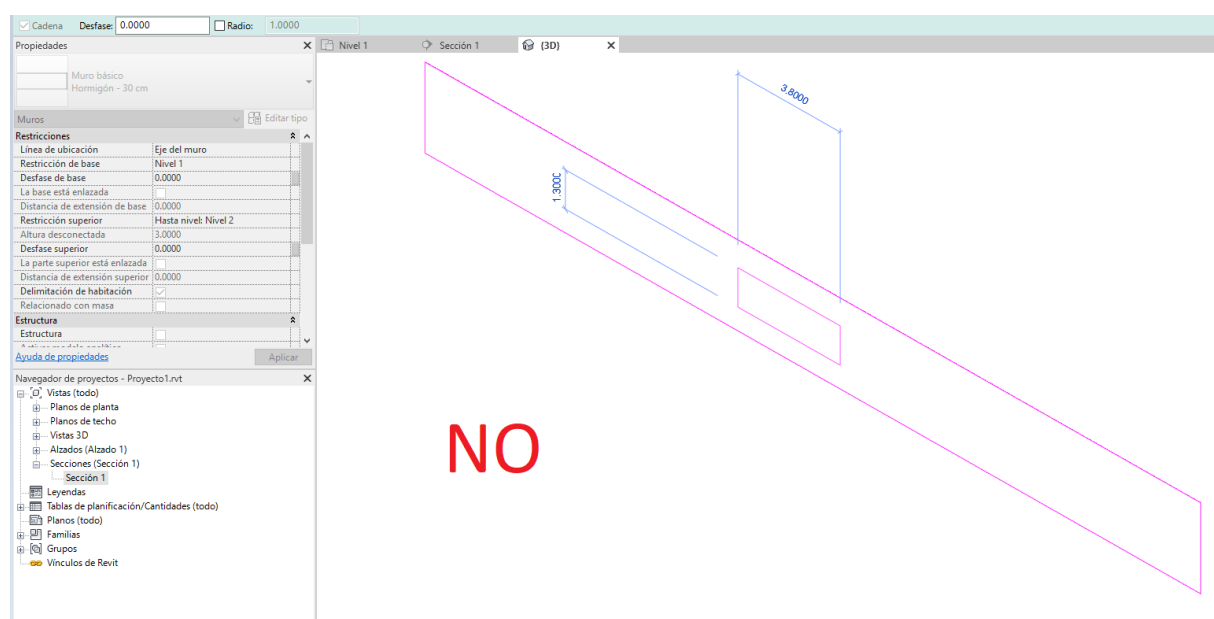 Cadena Desfase: 0.0000 Radio: 1.0000
Propiedades
Nivel 1 Sección 1 {3D}
Muro básico
Hormigón - 30 cm
Muros Editar tipo
Restricciones
Línea de ubicación Eje del muro
Restricción de base Nivel 1
Desfase de base 0.0000
La base está enlazada
Distancia de extensión de base 0.0000
Restricción superior Hasta nivel: Nivel 2
Altura desconectada 3.0000
Desfase superior 0.0000
La parte superior está enlazada
Distancia de extensión superior 0.0000
Delimitación de habitación
Relacionado con masa
Estructura
Estructura
Ayuda de propiedades Aplicar
Navegador de proyectos - Proyecto1.rvt
Vistas (todo)
Planos de planta
Planos de techo
Vistas 3D
Alzados (Alzado 1)
Secciones (Sección 1)
Sección 1
Leyendas
Tablas de planificación/Cantidades (todo)
Planos (todo)
Familias
Grupos
Vínculos de Revit
3.8000
1.3000
NO